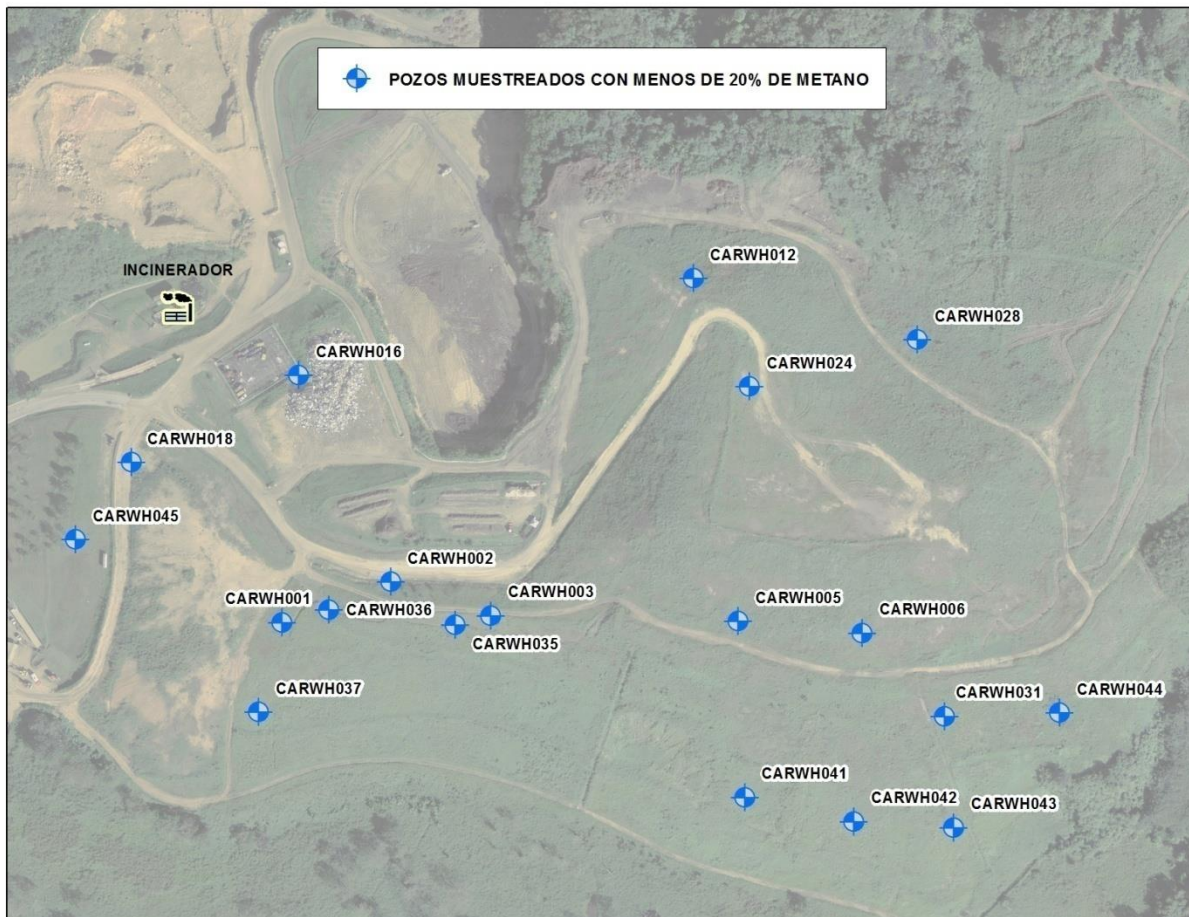 POZOS MUESTREADOS CON MENOS DE 20% DE METANO
CARWH012
INCINERADOR
CARWH028
CARWH016
CARWH024
CARWH018
CARWH045
CARWH002
CARWH003
CARWH001
CARWH036
CARWH005
CARWH006
CARWH035
CARWH037
CARWH031
CARWH044
CARWH041
CARWH042
CARWH043